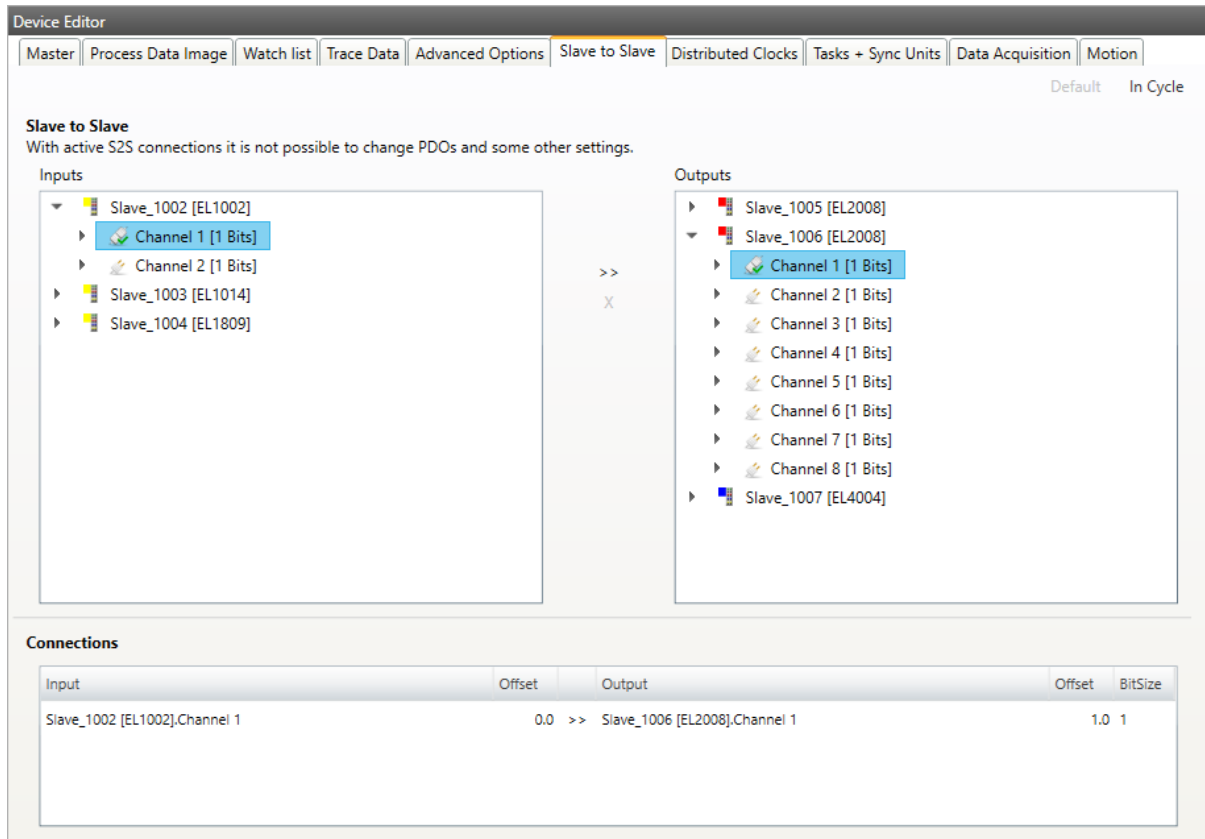 Device Editor
Master Process Data Image Watch list Trace Data Advanced Options Slave to Slave Distributed Clocks Tasks + Sync Units Data Acquisition Motion
Default In Cycle
Slave to Slave
With active S2S connections it is not possible to change PDOs and some other settings.
Inputs
Slave_1002 [EL1002]
Channel 1 [1 Bits]
Channel 2 [1 Bits]
Slave_1003 [EL1014]
Slave_1004 [EL1809]
>>
X
Outputs
Slave_1005 [EL2008]
Slave_1006 [EL2008]
Channel 1 [1 Bits]
Channel 2 [1 Bits]
Channel 3 [1 Bits]
Channel 4 [1 Bits]
Channel 5 [1 Bits]
Channel 6 [1 Bits]
Channel 7 [1 Bits]
Channel 8 [1 Bits]
Slave_1007 [EL4004]
Connections
Input Offset Output Offset BitSize
Slave_1002 [EL1002].Channel 1 0.0 >> Slave_1006 [EL2008].Channel 1 1.0 1